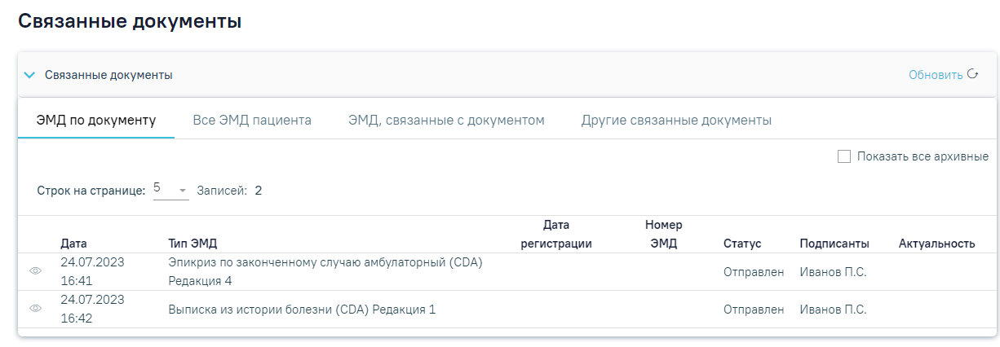 Связанные документы
Связанные документы
Обновить
ЭМД по документу Все ЭМД пациента ЭМД, связанные с документом Другие связанные документы
Показать все архивные
Строк на странице: 5 Записей: 2
Дата Номер
Дата Тип ЭМД регистрации ЭМД Статус Подписанты Актуальность
24.07.2023 Эпикриз по законченному случаю амбулаторный (CDA)
Отправлен Иванов П.С.
16:41 Редакция 4
24.07.2023
Выписка из истории болезни (CDA) Редакция 1 Отправлен Иванов П.С.
16:42